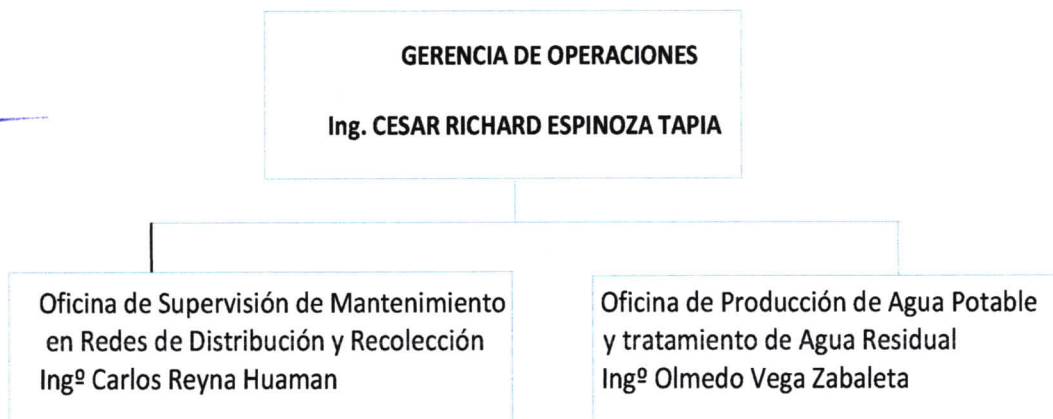 GERENCIA DE OPERACIONES
Ing. CESAR RICHARD ESPINOZA TAPIA
Oficina de Supervisión de Mantenimiento
en Redes de Distribución y Recolección
Ingº Carlos Reyna Huaman
Oficina de Producción de Agua Potable
y tratamiento de Agua Residual
Ingº Olmedo Vega Zabaleta